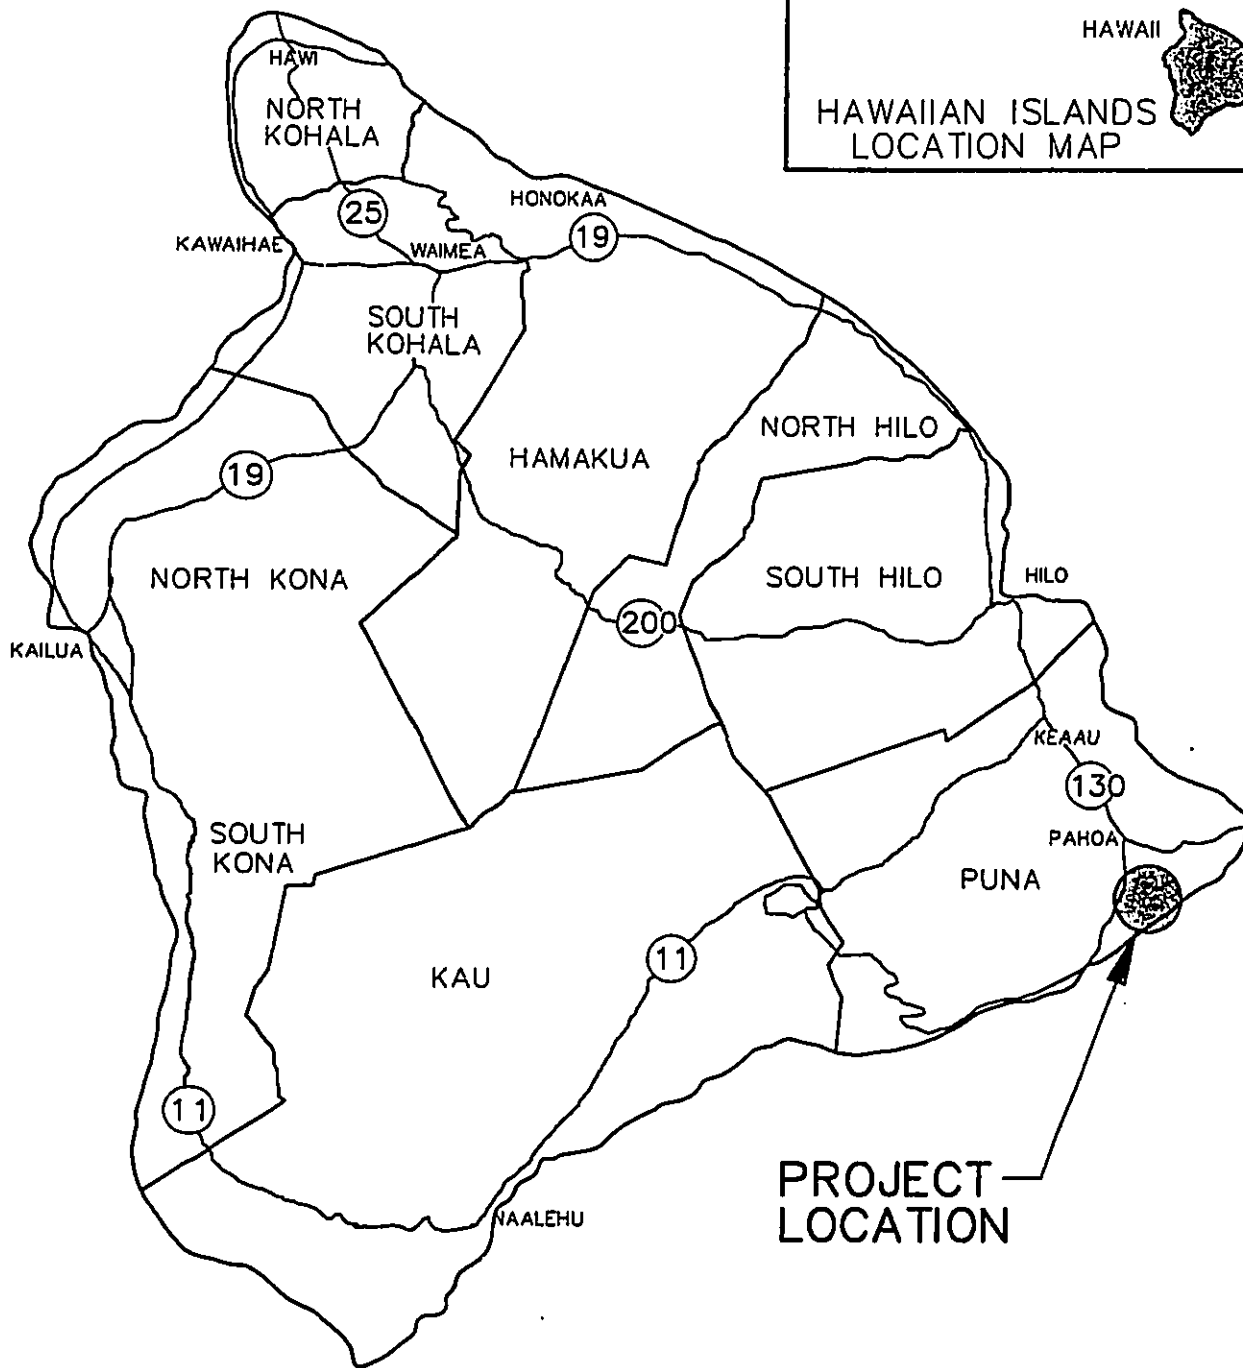 HAWAII
HAWAIIAN ISLANDS
LOCATION MAP
HAWI
NORTH
KOHALA
HONOKAA
25
19
KAWAIHAE
WAIMEA
SOUTH
KOHALA
NORTH HILO
HAMAKUA
19
NORTH KONA
SOUTH HILO
HILO
200
KAILUA
KEAAU
130
SOUTH
KONA
PAHOA
PUNA
11
KAU
11
PROJECT
LOCATION
NAALEHU